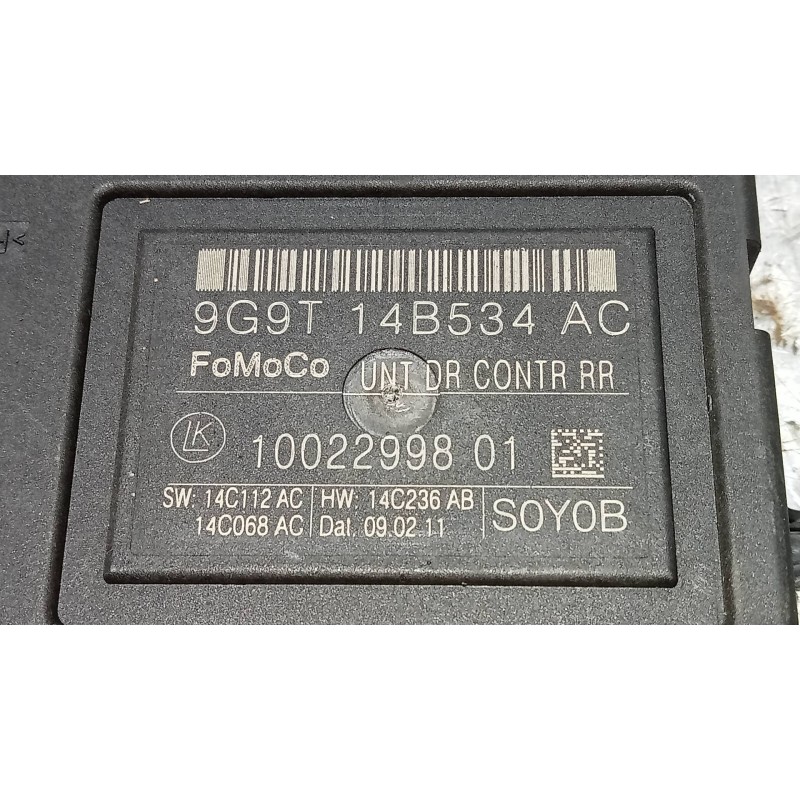 9G9T 14B534 AC
FoMoCo UNT DR CONTR RR
LK 10022998 01
SW: 14C112 AC HW: 14C236 AB
14C068 AC Dat. 09.02.11
S0Y0B